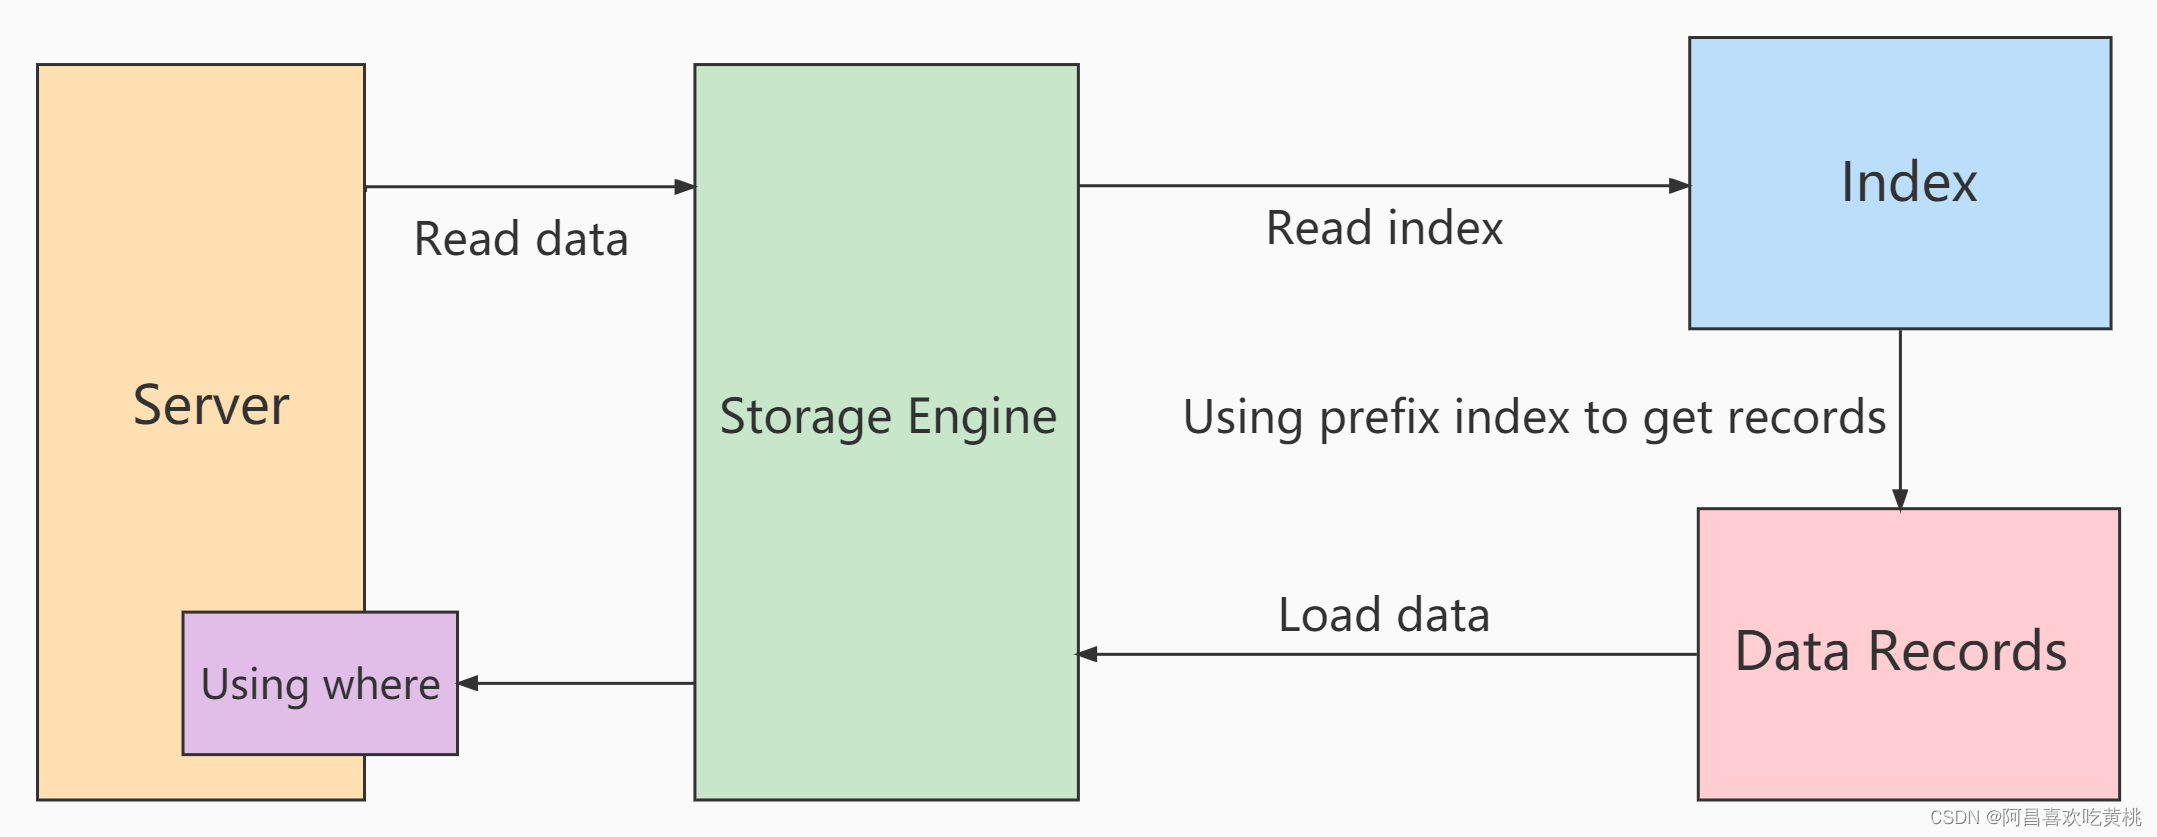 Server
Read data
Storage Engine
Read index
Index
Using prefix index to get records
Data Records
Load data
Using where
CSDN @阿昌喜欢吃黄桃